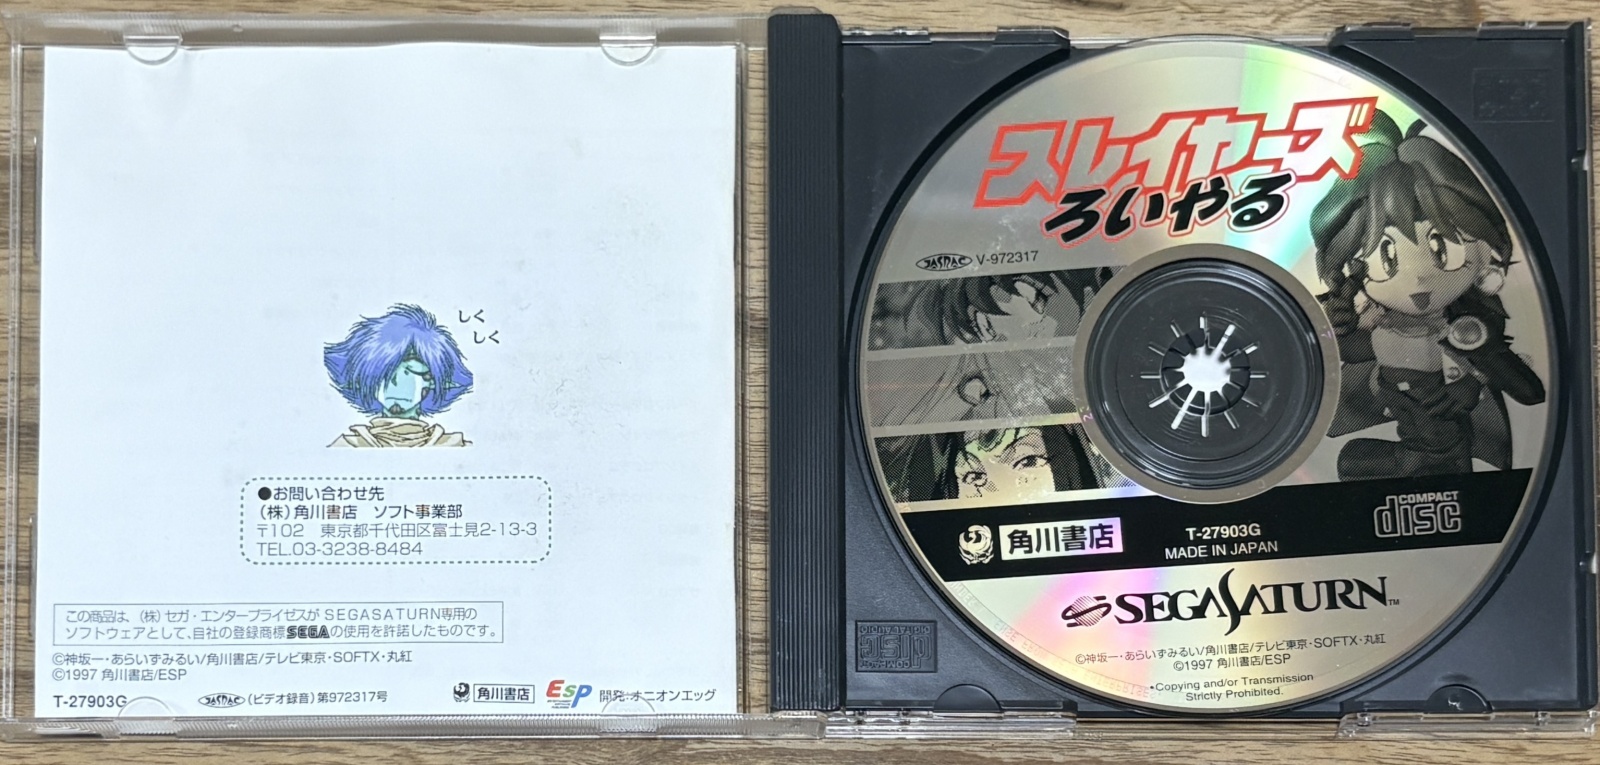 しく
しく
●お問い合わせ先
(株)角川書店 ソフト事業部
〒102 東京都千代田区富士見2-13-3
TEL.03-3238-8484
この商品は、(株)セガ・エンタープライゼスがSEGASATURN専用の
ソフトウェアとして、自社の登録商標SEGAの使用を許諾したものです。
©神坂一・あらいずみるい/角川書店/テレビ東京・SOFTX・丸紅
©1997 角川書店/ESP
T-27903G
JASRAC (ビデオ録音)第972317号
角川書店
ESP
開発:オニオンエッグ
スレイヤーズ
ろいやる
JASRAC V-972317
角川書店
T-27903G
MADE IN JAPAN
COMPACT
disc
SEGA SATURN™
©神坂一・あらいずみるい/角川書店/テレビ東京・SOFTX・丸紅
©1997 角川書店/ESP
•Copying and/or Transmission
Strictly Prohibited.
COMPACT
disc
DIGITAL AUDIO